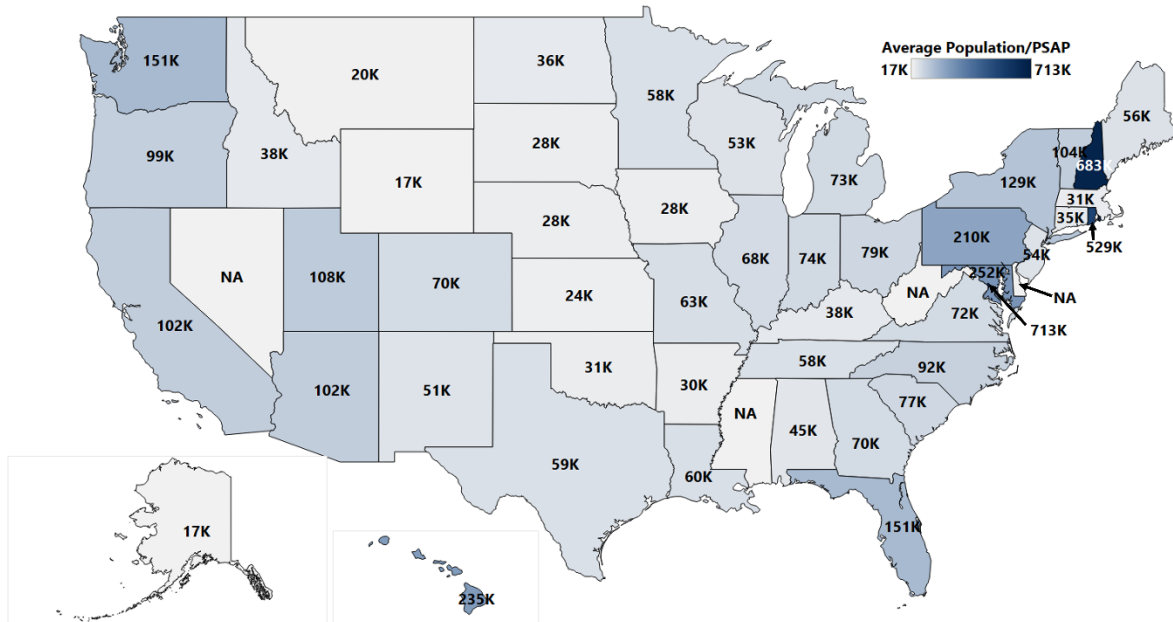 Average Population/PSAP
17K 713K
151K
20K
36K
58K
56K
99K
38K
28K
53K
73K
104K
683K
129K
31K
35K
529K
17K
28K
28K
210K
54K
NA
108K
70K
68K
74K
79K
252K
NA
NA
713K
102K
24K
63K
38K
72K
102K
51K
31K
30K
58K
92K
77K
NA
45K
70K
59K
60K
151K
17K
235K